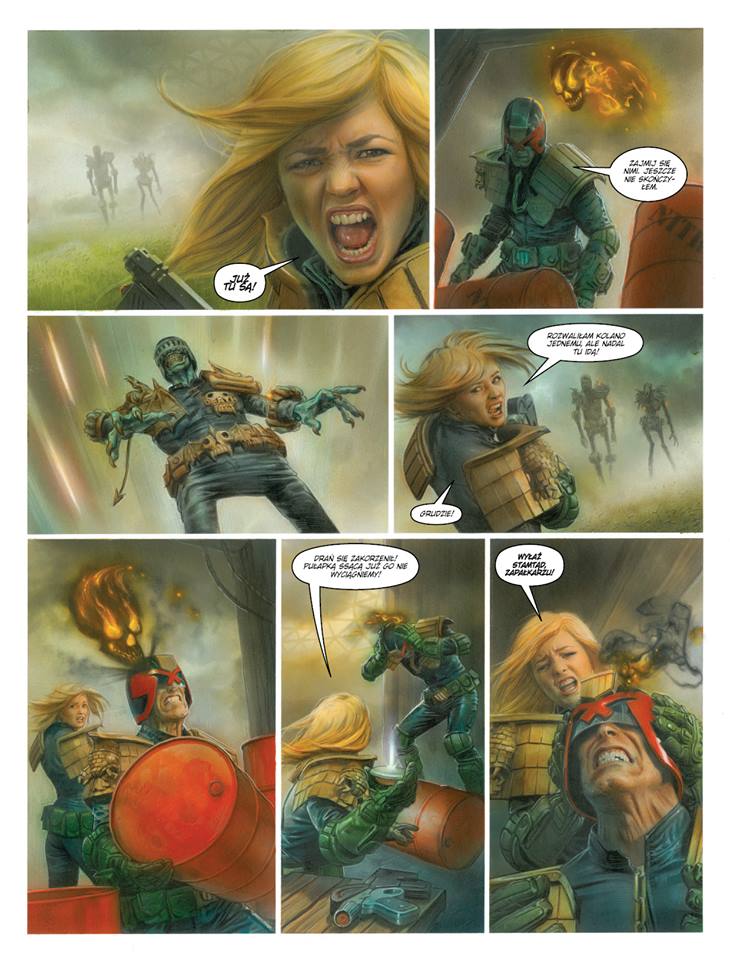 JUŻ
TU SĄ!
ZAJMIJ SIĘ
NIMI. JESZCZE
NIE SKOŃCZY-
ŁEM.
NITR
N
ROZWALIŁAM KOLANO
JEDNEMU, ALE NADAL
TU IDĄ!
GRUDZIE!
DRAŃ SIĘ ZAKORZENIŁ!
PUŁAPKĄ SSĄCĄ JUŻ GO NIE
WYCIĄGNIEMY!
WYŁAŹ
STAMTĄD,
ZAPAŁKARZU!